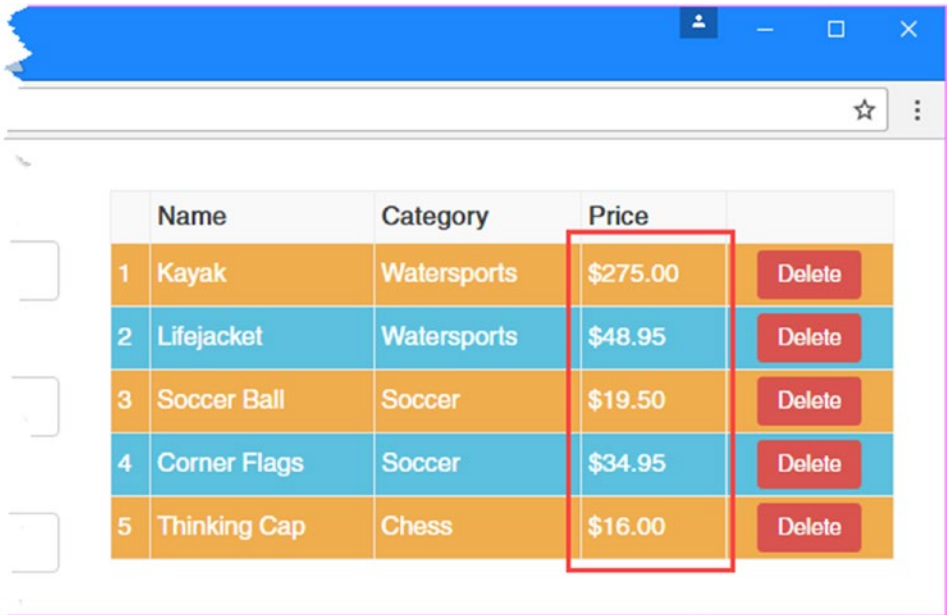 Name Category Price
1 Kayak Watersports $275.00 Delete
2 Lifejacket Watersports $48.95 Delete
3 Soccer Ball Soccer $19.50 Delete
4 Corner Flags Soccer $34.95 Delete
5 Thinking Cap Chess $16.00 Delete